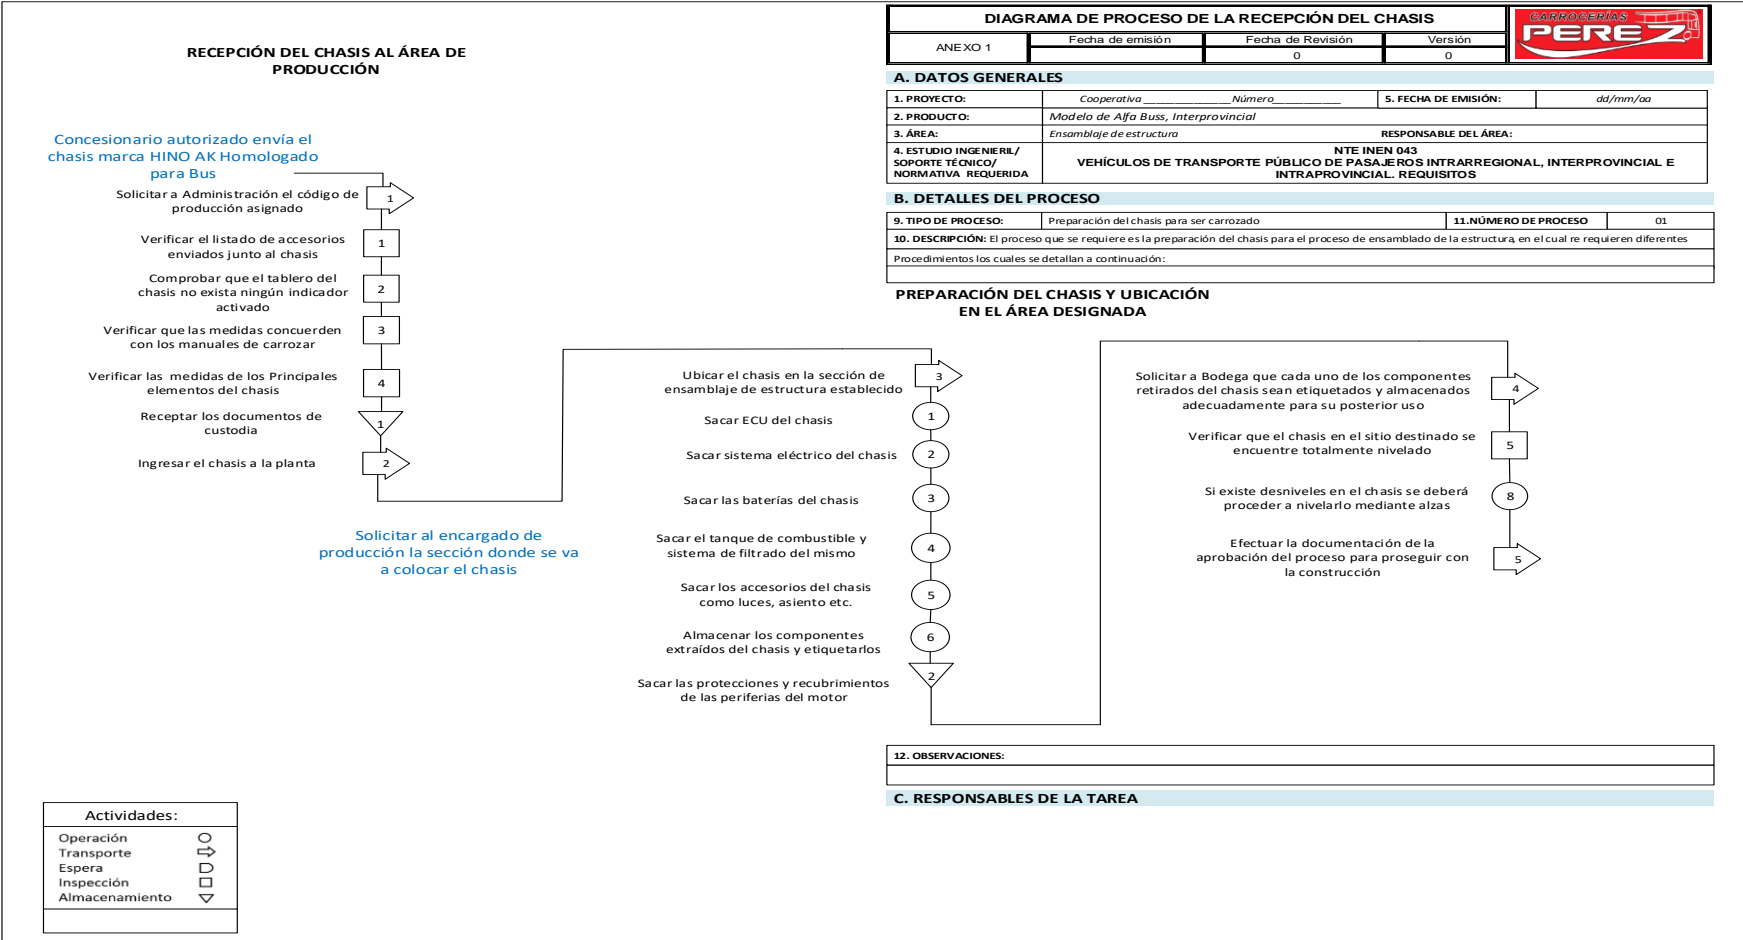 RECEPCIÓN DEL CHASIS AL ÁREA DE
PRODUCCIÓN
Concesionario autorizado envía el
chasis marca HINO AK Homologado
para Bus
Solicitar a Administración el código de
producción asignado
1
Verificar el listado de accesorios
enviados junto al chasis
1
Comprobar que el tablero del
chasis no exista ningún indicador
activado
2
Verificar que las medidas concuerden
con los manuales de carrozar
3
Verificar las medidas de los Principales
elementos del chasis
4
Receptar los documentos de
custodia
1
Ingresar el chasis a la planta
2
Solicitar al encargado de
producción la sección donde se va
a colocar el chasis
DIAGRAMA DE PROCESO DE LA RECEPCIÓN DEL CHASIS
CARROCERÍAS
PEREZ
ANEXO 1
Fecha de emisión
Fecha de Revisión
Versión
0
0
A. DATOS GENERALES
1. PROYECTO:
Cooperativa ________________Número____________
5. FECHA DE EMISIÓN:
dd/mm/aa
2. PRODUCTO:
Modelo de Alfa Buss, Interprovincial
3. ÁREA:
Ensamblaje de estructura
RESPONSABLE DEL ÁREA:
4. ESTUDIO INGENIERIL/
SOPORTE TÉCNICO/
NORMATIVA REQUERIDA
NTE INEN 043
VEHÍCULOS DE TRANSPORTE PÚBLICO DE PASAJEROS INTRARREGIONAL, INTERPROVINCIAL E
INTRAPROVINCIAL. REQUISITOS
B. DETALLES DEL PROCESO
9. TIPO DE PROCESO:
Preparación del chasis para ser carrozado
11.NÚMERO DE PROCESO
01
10. DESCRIPCIÓN: El proceso que se requiere es la preparación del chasis para el proceso de ensamblado de la estructura, en el cual re requieren diferentes
Procedimientos los cuales se detallan a continuación:
PREPARACIÓN DEL CHASIS Y UBICACIÓN
EN EL ÁREA DESIGNADA
Ubicar el chasis en la sección de
ensamblaje de estructura establecido
3
Sacar ECU del chasis
1
Sacar sistema eléctrico del chasis
2
Sacar las baterías del chasis
3
Sacar el tanque de combustible y
sistema de filtrado del mismo
4
Sacar los accesorios del chasis
como luces, asiento etc.
5
Almacenar los componentes
extraídos del chasis y etiquetarlos
6
Sacar las protecciones y recubrimientos
de las periferias del motor
2
Solicitar a Bodega que cada uno de los componentes
retirados del chasis sean etiquetados y almacenados
adecuadamente para su posterior uso
4
Verificar que el chasis en el sitio destinado se
encuentre totalmente nivelado
5
Si existe desniveles en el chasis se deberá
proceder a nivelarlo mediante alzas
8
Efectuar la documentación de la
aprobación del proceso para proseguir con
la construcción
5
12. OBSERVACIONES:
C. RESPONSABLES DE LA TAREA
Actividades:
Operación
Transporte
Espera
Inspección
Almacenamiento